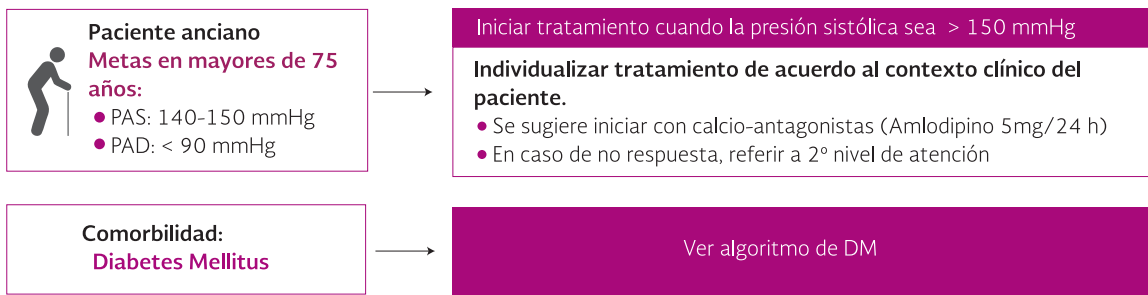 Paciente anciano
Metas en mayores de 75
años:
● PAS: 140-150 mmHg
● PAD: < 90 mmHg
Iniciar tratamiento cuando la presión sistólica sea > 150 mmHg
Individualizar tratamiento de acuerdo al contexto clínico del
paciente.
● Se sugiere iniciar con calcio-antagonistas (Amlodipino 5mg/24 h)
● En caso de no respuesta, referir a 2º nivel de atención
Comorbilidad:
Diabetes Mellitus
Ver algoritmo de DM